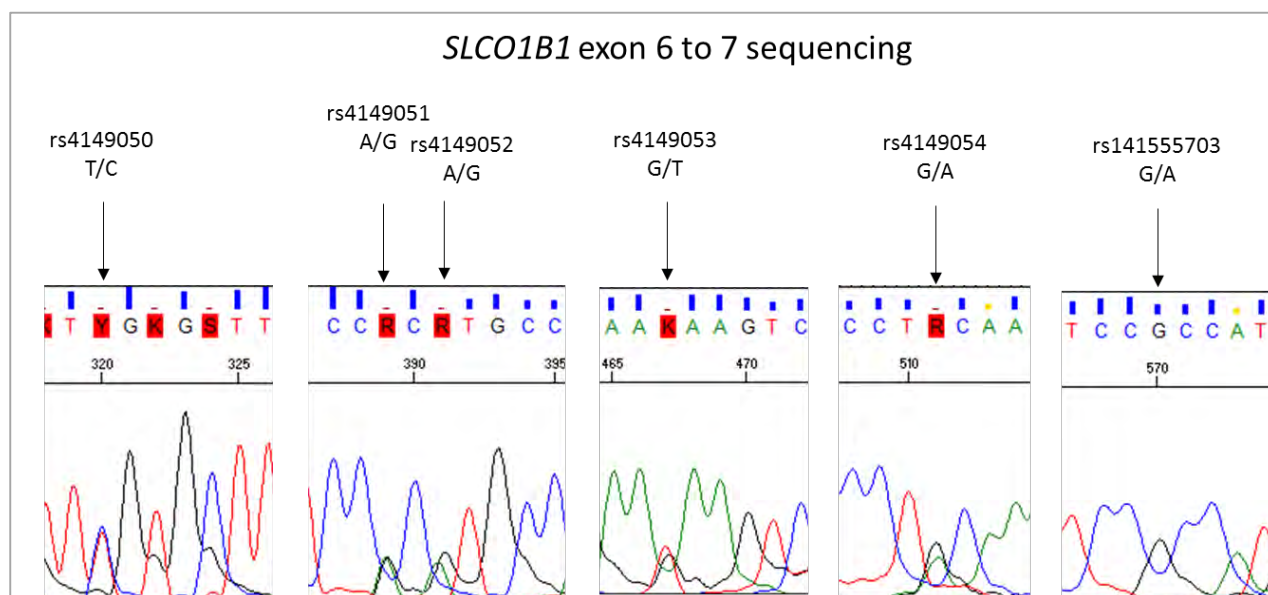 SLCO1B1 exon 6 to 7 sequencing
rs4149050
T/C
rs4149051
A/G
rs4149052
A/G
rs4149053
G/T
rs4149054
G/A
rs141555703
G/A
K T Y G K G S T T
320 325
C C R C R T G C C
390 395
A A K A A G T C
465 470
C C T R C A A
510
T C C G C C A T
570